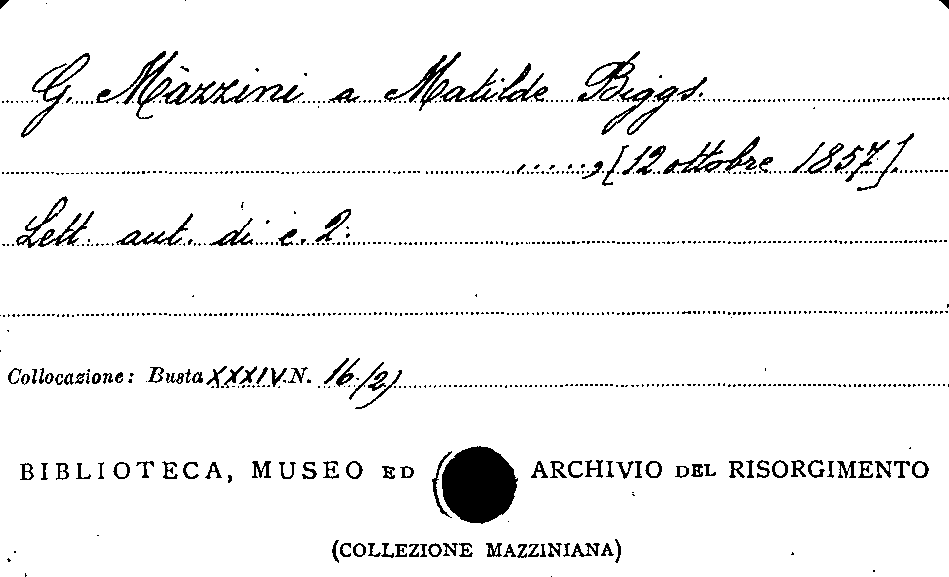 G. Mazzini a Matilde Biggs.
....., [12 ottobre 1857].
Lett. aut. di c. 2.
Collocazione: Busta XXXIV. N. 16 (2)
BIBLIOTECA, MUSEO ED ARCHIVIO DEL RISORGIMENTO
(COLLEZIONE MAZZINIANA)